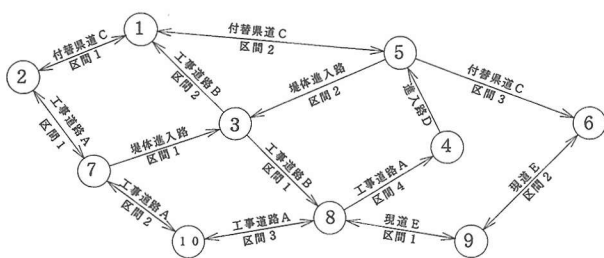 1
付替県道C
区間1
付替県道C
区間2
5
2
工事道路B
区間2
堤体進入路
区間2
付替県道C
区間3
工事道路A
区間1
堤体進入路
区間1
3
進入路D
4
6
7
工事道路B
区間1
工事道路A
区間4
現道E
区間2
工事道路A
区間2
工事道路A
区間3
8
現道E
区間1
9
10